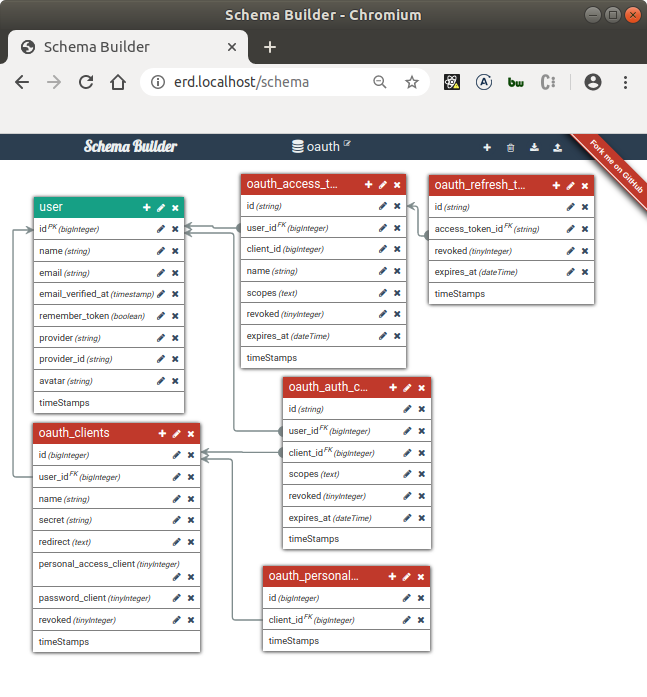 Schema Builder - Chromium
Schema Builder
erd.localhost/schema
Schema Builder
oauth
Fork me on GitHub
user
id PK (bigInteger)
name (string)
email (string)
email_verified_at (timestamp)
remember_token (boolean)
provider (string)
provider_id (string)
avatar (string)
timeStamps
oauth_access_t...
id (string)
user_id FK (bigInteger)
client_id (bigInteger)
name (string)
scopes (text)
revoked (tinyInteger)
expires_at (dateTime)
timeStamps
oauth_refresh_t...
id (string)
access_token_id FK (string)
revoked (tinyInteger)
expires_at (dateTime)
timeStamps
oauth_auth_c...
id (string)
user_id FK (bigInteger)
client_id FK (bigInteger)
scopes (text)
revoked (tinyInteger)
expires_at (dateTime)
timeStamps
oauth_clients
id (bigInteger)
user_id FK (bigInteger)
name (string)
secret (string)
redirect (text)
personal_access_client (tinyInteger)
password_client (tinyInteger)
revoked (tinyInteger)
timeStamps
oauth_personal...
id (bigInteger)
client_id FK (bigInteger)
timeStamps